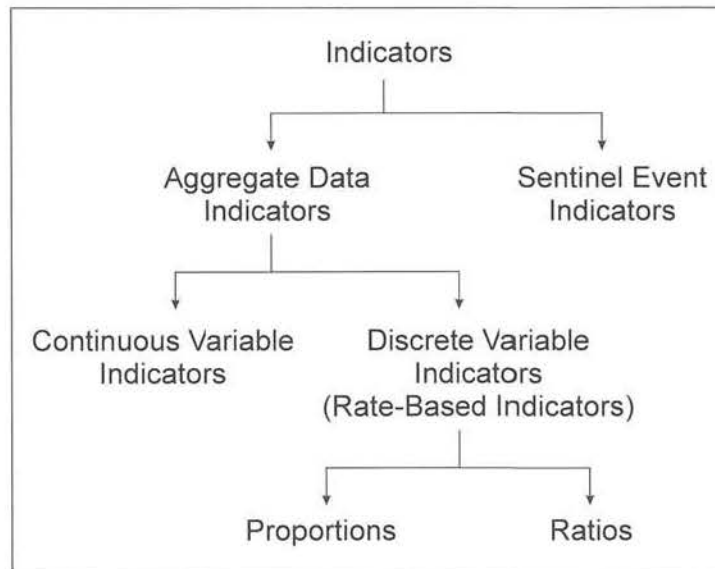 Indicators
Aggregate Data
Indicators
Sentinel Event
Indicators
Continuous Variable
Indicators
Discrete Variable
Indicators
(Rate-Based Indicators)
Proportions
Ratios